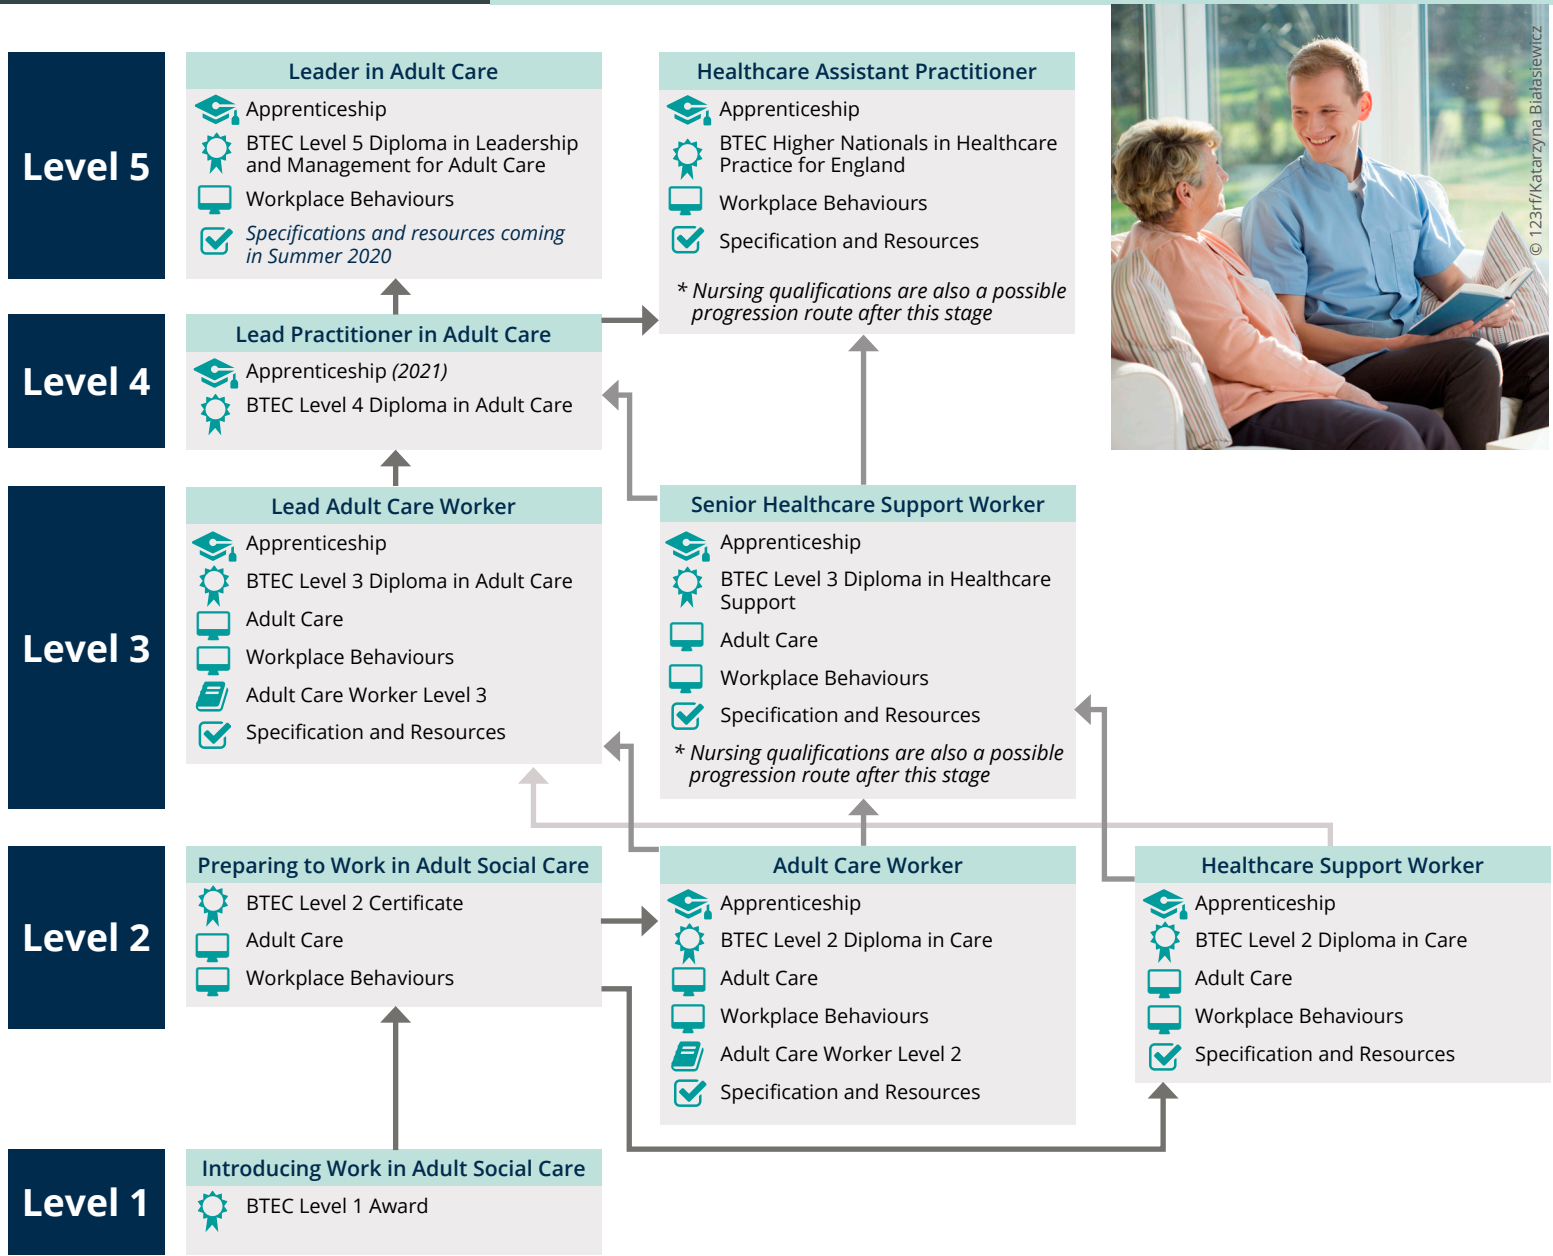 Level 5
Leader in Adult Care
Apprenticeship
BTEC Level 5 Diploma in Leadership
and Management for Adult Care
Workplace Behaviours
Specifications and resources coming
in Summer 2020
Healthcare Assistant Practitioner
Apprenticeship
BTEC Higher Nationals in Healthcare
Practice for England
Workplace Behaviours
Specification and Resources
* Nursing qualifications are also a possible
progression route after this stage
© 123rf/Katarzyna Białasiewicz
Level 4
Lead Practitioner in Adult Care
Apprenticeship (2021)
BTEC Level 4 Diploma in Adult Care
Level 3
Lead Adult Care Worker
Apprenticeship
BTEC Level 3 Diploma in Adult Care
Adult Care
Workplace Behaviours
Adult Care Worker Level 3
Specification and Resources
Senior Healthcare Support Worker
Apprenticeship
BTEC Level 3 Diploma in Healthcare
Support
Adult Care
Workplace Behaviours
Specification and Resources
* Nursing qualifications are also a possible
progression route after this stage
Level 2
Preparing to Work in Adult Social Care
BTEC Level 2 Certificate
Adult Care
Workplace Behaviours
Adult Care Worker
Apprenticeship
BTEC Level 2 Diploma in Care
Adult Care
Workplace Behaviours
Adult Care Worker Level 2
Specification and Resources
Healthcare Support Worker
Apprenticeship
BTEC Level 2 Diploma in Care
Adult Care
Workplace Behaviours
Specification and Resources
Level 1
Introducing Work in Adult Social Care
BTEC Level 1 Award